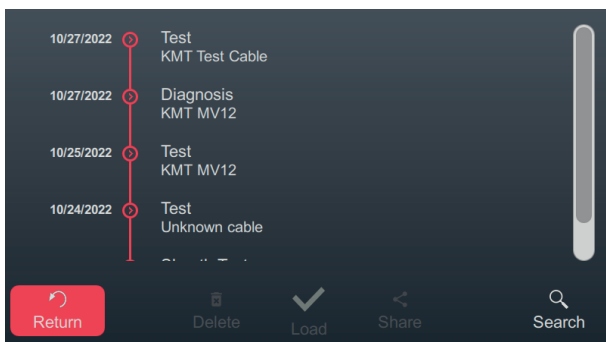 10/27/2022 Test
KMT Test Cable
10/27/2022 Diagnosis
KMT MV12
10/25/2022 Test
KMT MV12
10/24/2022 Test
Unknown cable
Return
Delete
Load
Share
Search